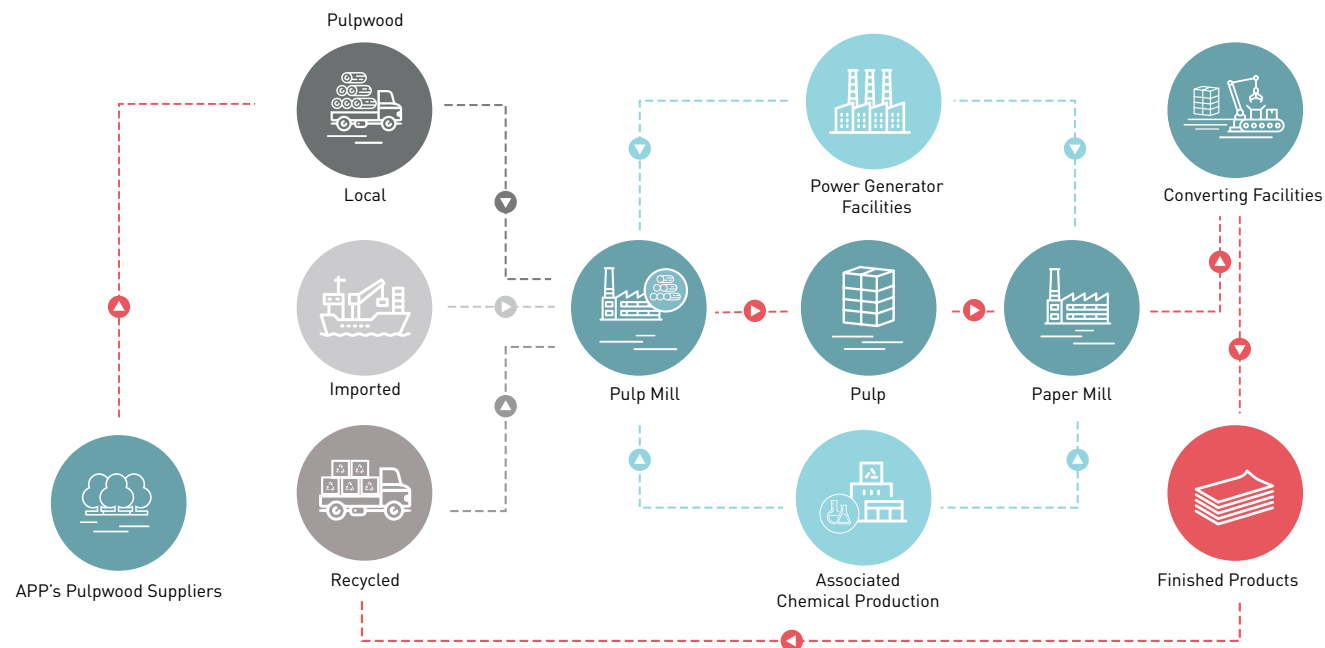 Pulpwood
Local
Power Generator
Facilities
Converting Facilities
Imported
Pulp Mill
Pulp
Paper Mill
APP's Pulpwood Suppliers
Recycled
Associated
Chemical Production
Finished Products